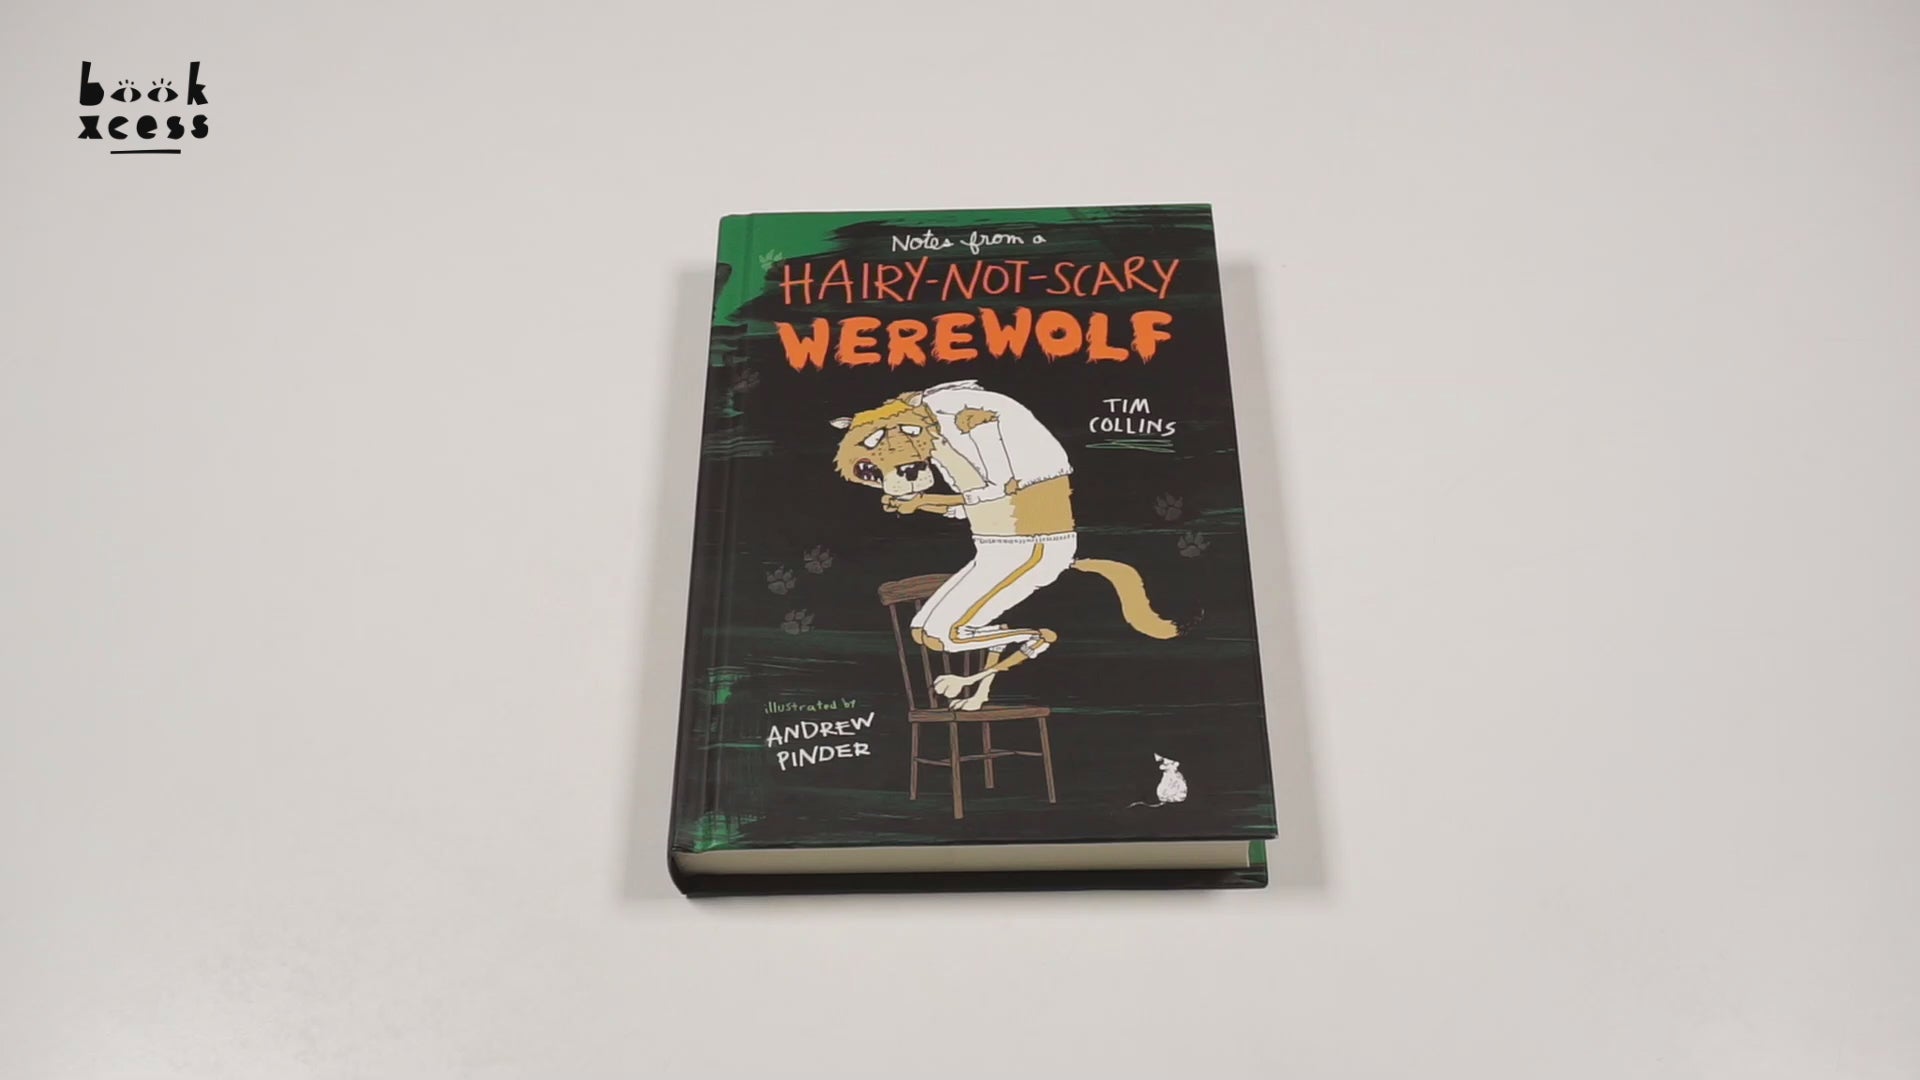 book
xcess
Notes from a
HAIRY-NOT-SCARY
WEREWOLF
TIM
COLLINS
illustrated by
ANDREW
PINDER